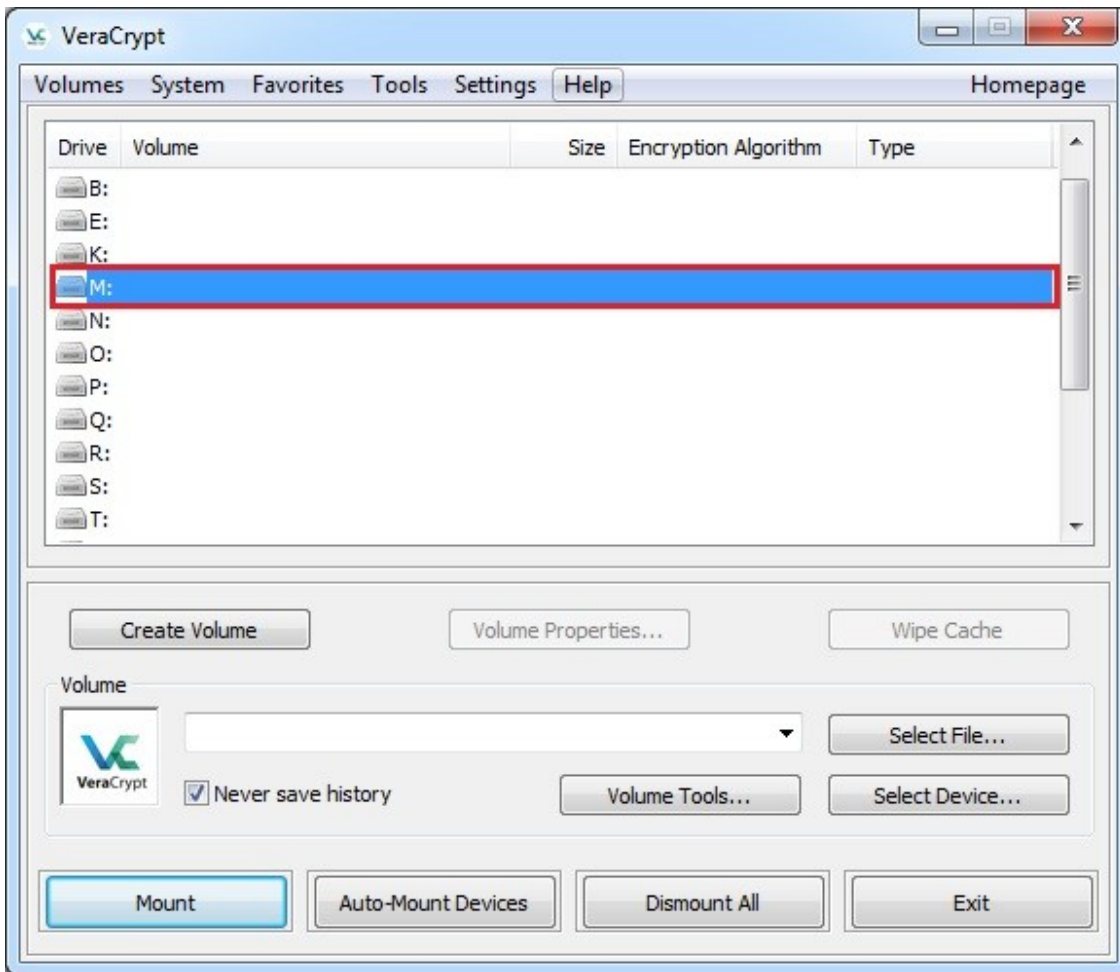 VeraCrypt
Volumes System Favorites Tools Settings Help Homepage
Drive Volume Size Encryption Algorithm Type
B:
E:
K:
M:
N:
O:
P:
Q:
R:
S:
T:
Create Volume Volume Properties... Wipe Cache
Volume
VeraCrypt
Select File...
Never save history Volume Tools... Select Device...
Mount Auto-Mount Devices Dismount All Exit